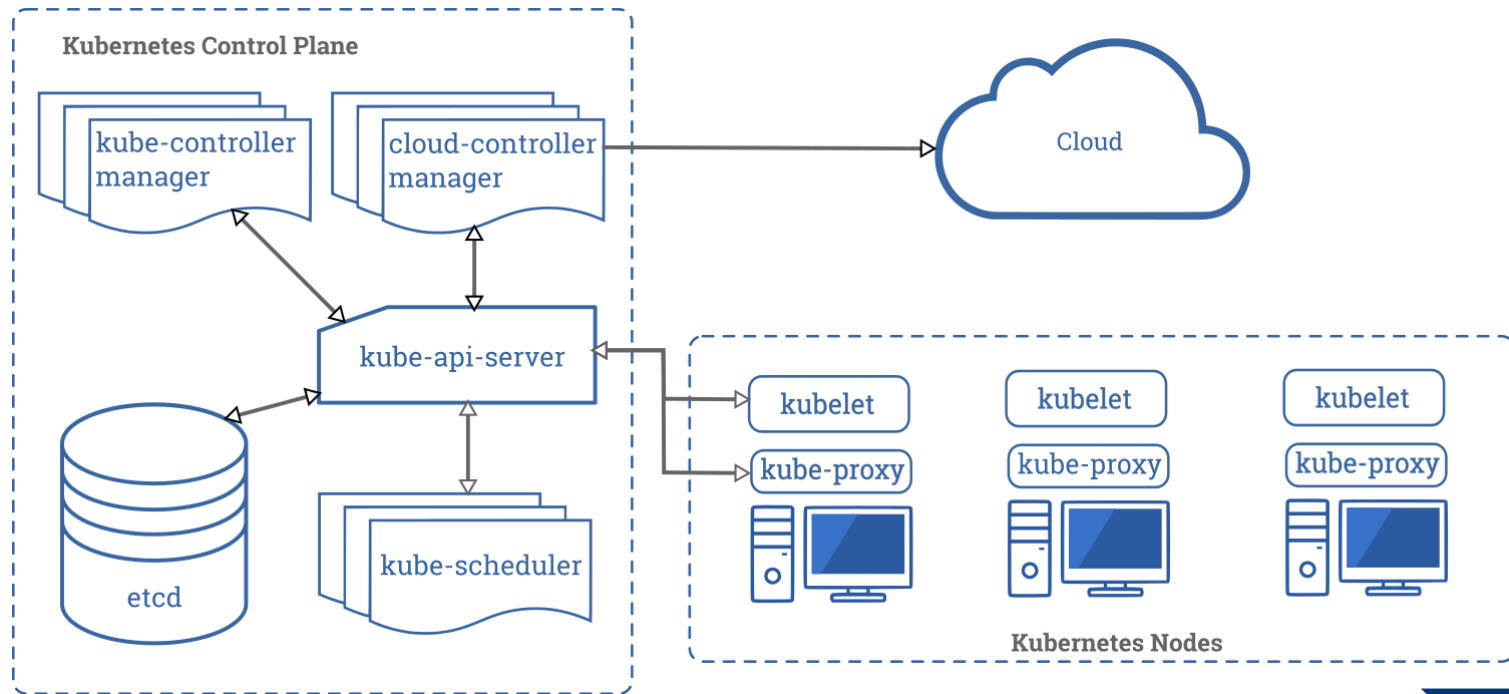 Kubernetes Control Plane
kube-controller
manager
cloud-controller
manager
Cloud
kube-api-server
etcd
kube-scheduler
kubelet
kube-proxy
kubelet
kube-proxy
kubelet
kube-proxy
Kubernetes Nodes